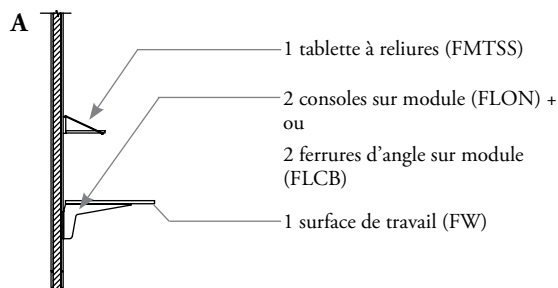 A
1 tablette à reliures (FMTSS)
2 consoles sur module (FLON) +
ou
2 ferrures d'angle sur module
(FLCB)
1 surface de travail (FW)